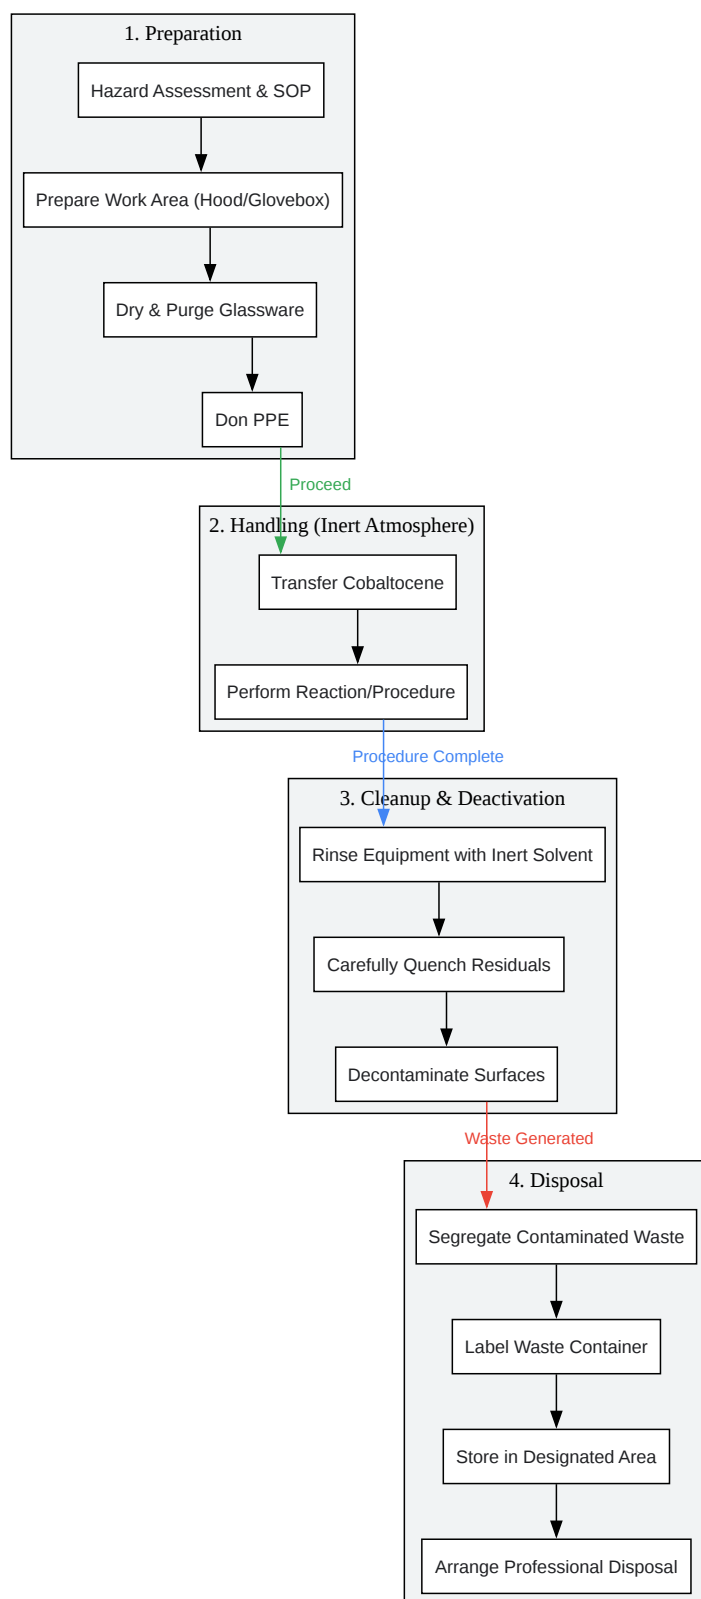 1. Preparation
Hazard Assessment & SOP
Prepare Work Area (Hood/Glovebox)
Dry & Purge Glassware
Don PPE
Proceed
2. Handling (Inert Atmosphere)
Transfer Cobaltocene
Perform Reaction/Procedure
Procedure Complete
3. Cleanup & Deactivation
Rinse Equipment with Inert Solvent
Carefully Quench Residuals
Decontaminate Surfaces
Waste Generated
4. Disposal
Segregate Contaminated Waste
Label Waste Container
Store in Designated Area
Arrange Professional Disposal